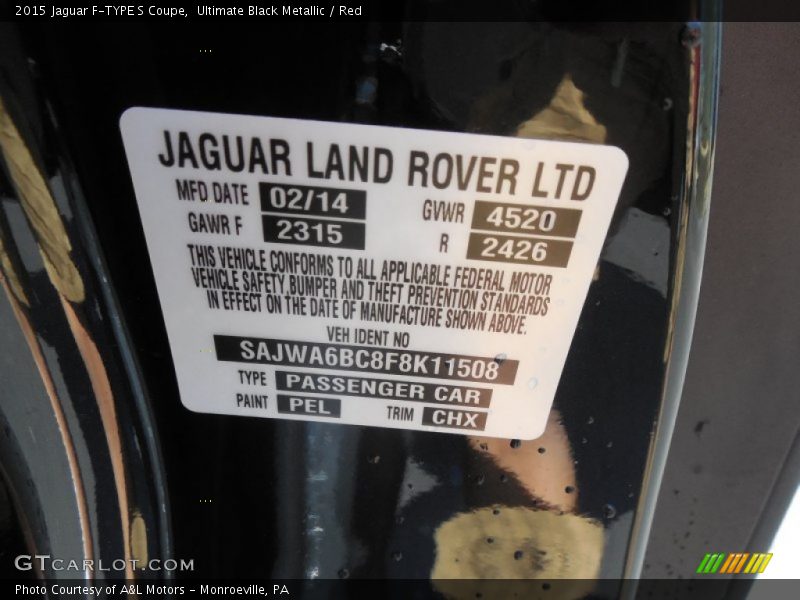 2015 Jaguar F-TYPE S Coupe, Ultimate Black Metallic / Red
JAGUAR LAND ROVER LTD
MFD DATE 02/14 GVWR 4520
GAWR F 2315 R 2426
THIS VEHICLE CONFORMS TO ALL APPLICABLE FEDERAL MOTOR
VEHICLE SAFETY,BUMPER AND THEFT PREVENTION STANDARDS
IN EFFECT ON THE DATE OF MANUFACTURE SHOWN ABOVE.
VEH IDENT NO
SAJWA6BC8F8K11508
TYPE PASSENGER CAR
PAINT PEL TRIM CHX
GTCARLOT.COM
Photo Courtesy of A&L Motors - Monroeville, PA